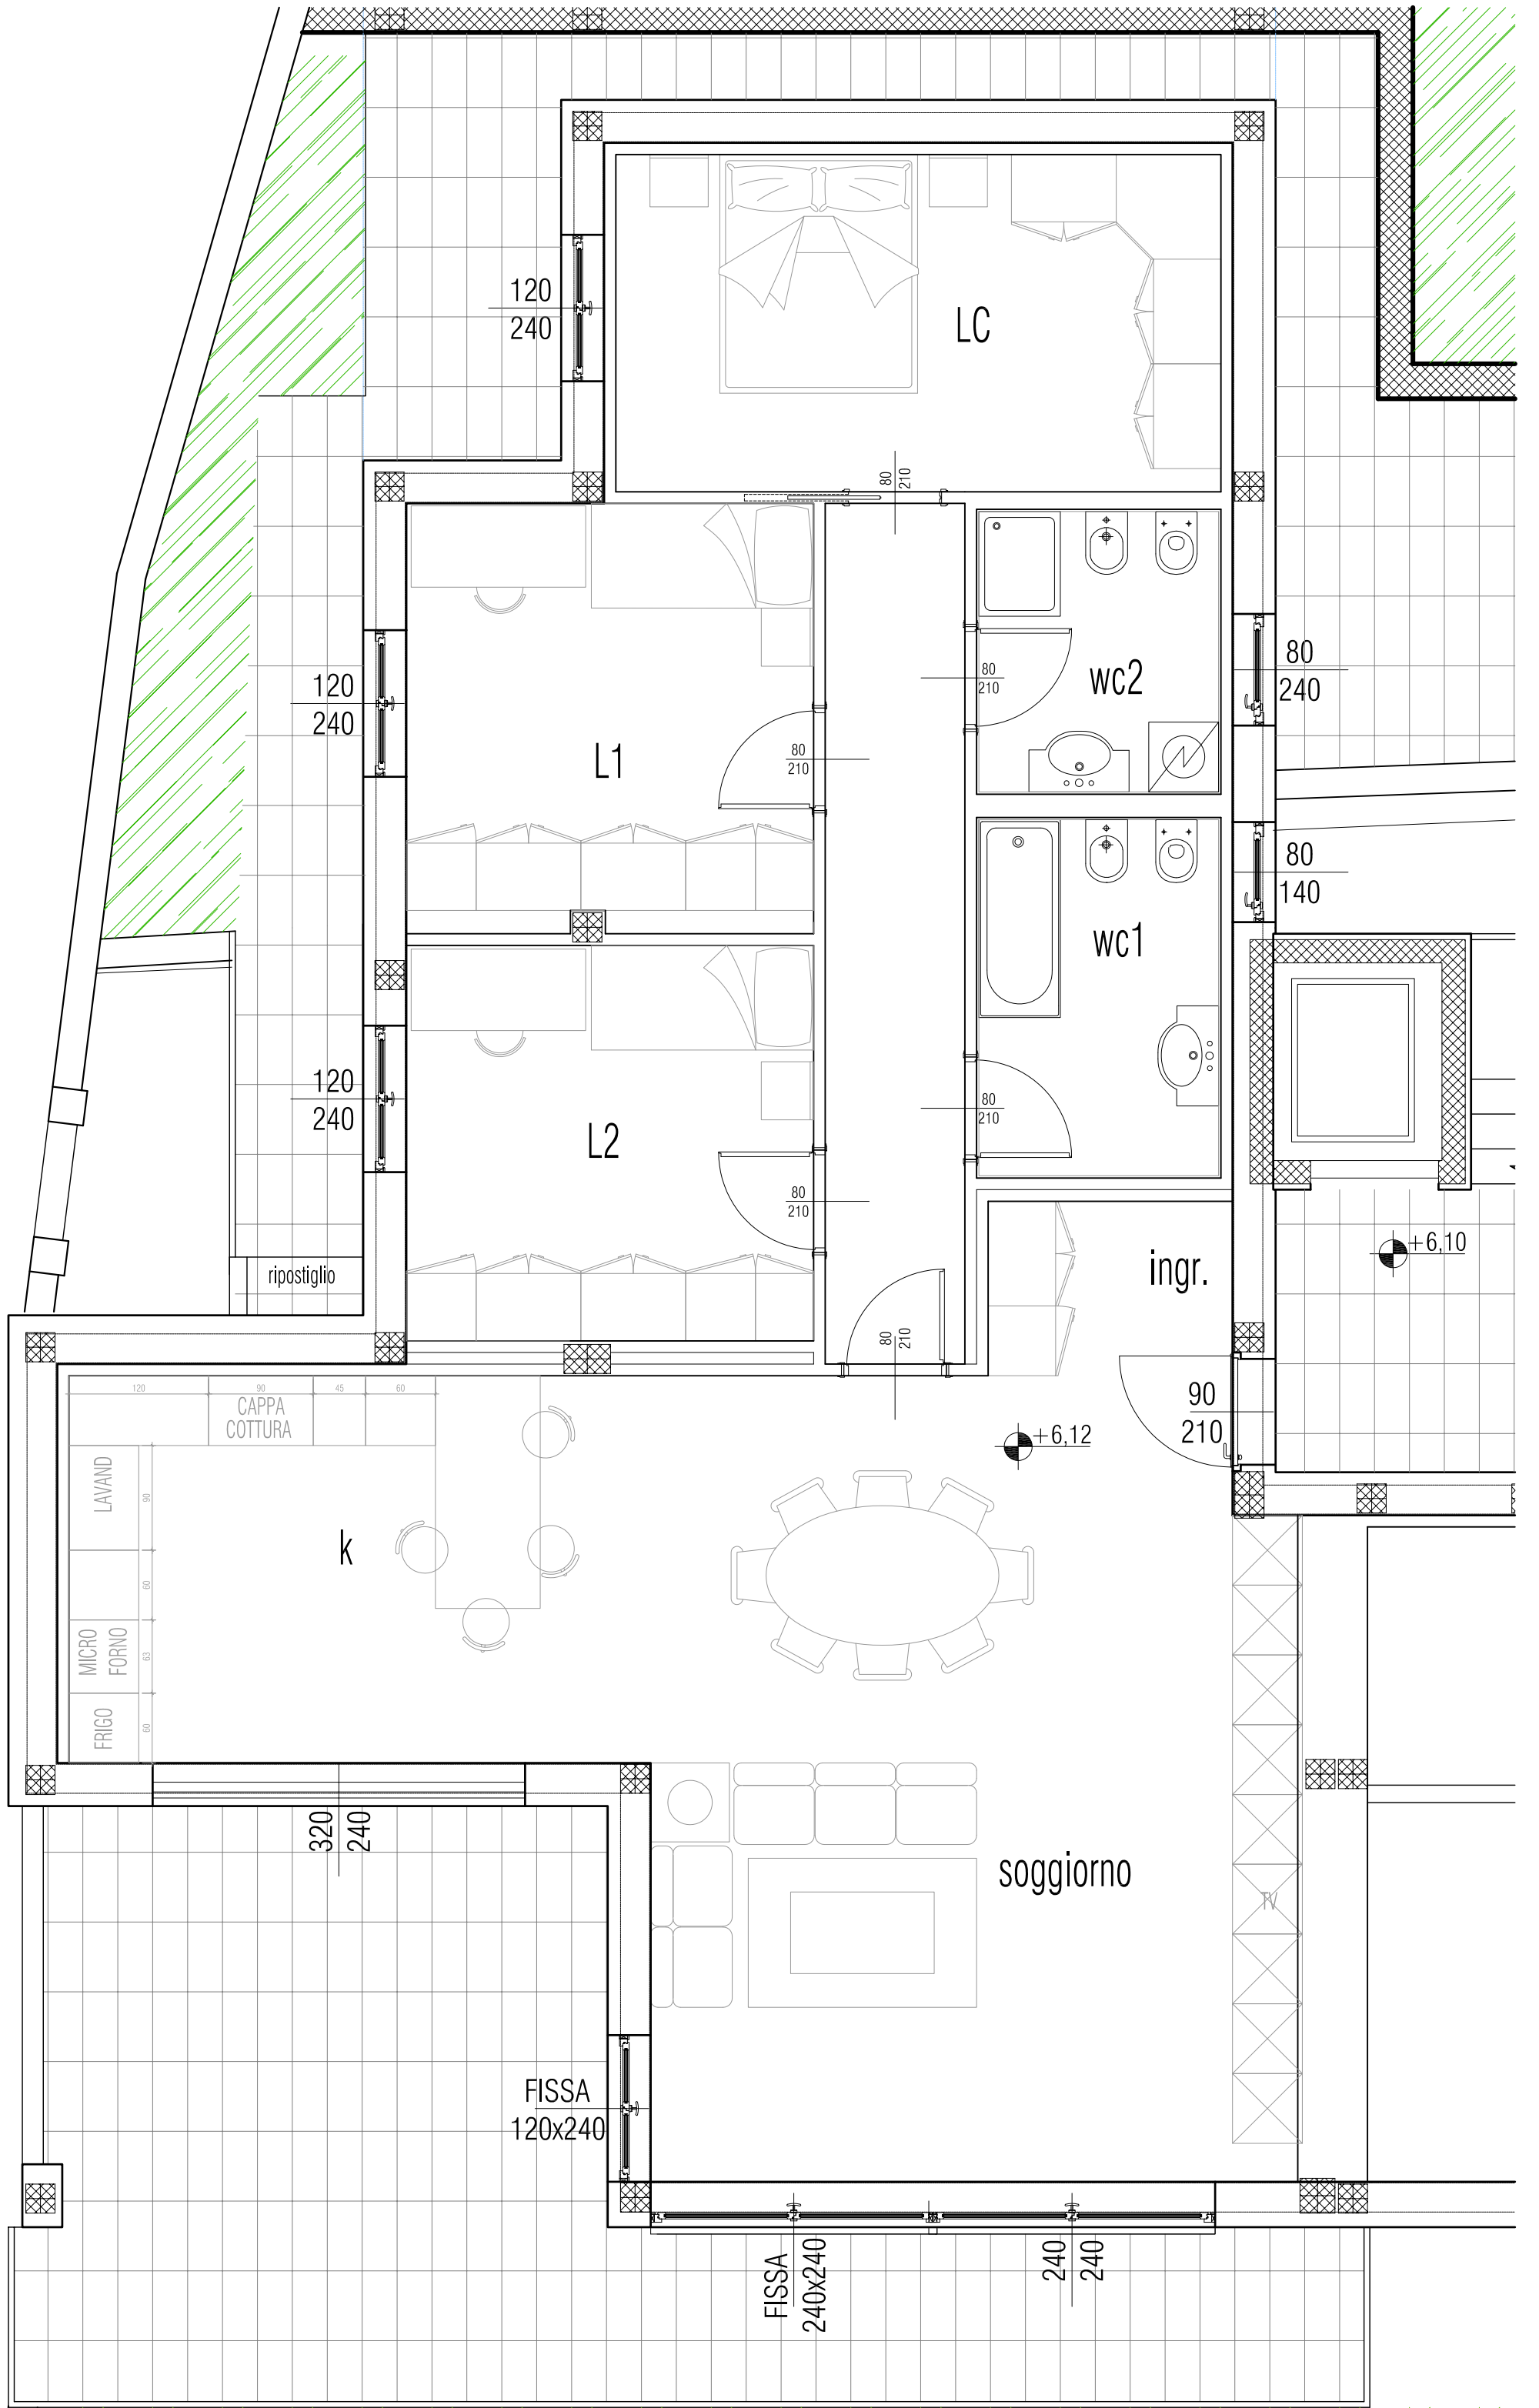 120
240
LC
80
210
120
240
L1
80
210
80
210
wc2
80
240
80
140
wc1
120
240
L2
80
210
80
210
ripostiglio
ingr.
+6,10
80
210
90
210
+6,12
120
90
45
60
CAPPA
COTTURA
LAVAND
90
k
60
MICRO
FORNO
63
FRIGO
60
320
240
soggiorno
TV
FISSA
120x240
FISSA
240x240
240
240